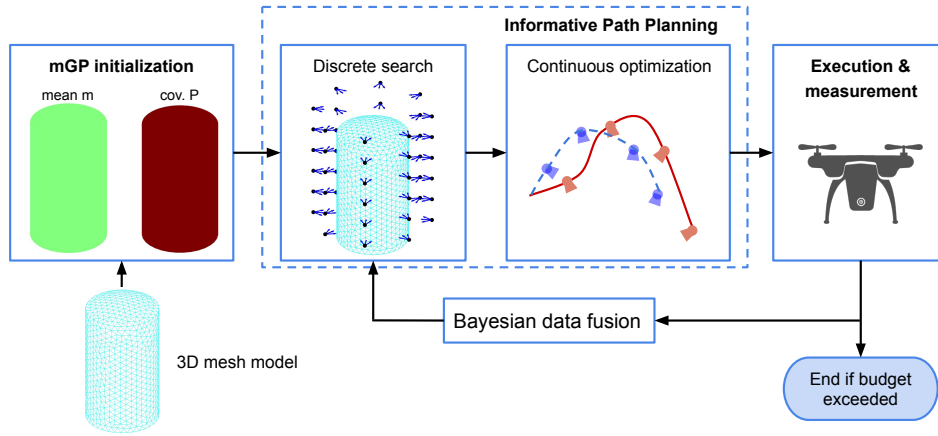 Informative Path Planning
mGP initialization
mean m
cov. P
Discrete search
Continuous optimization
Execution &
measurement
Bayesian data fusion
3D mesh model
End if budget
exceeded